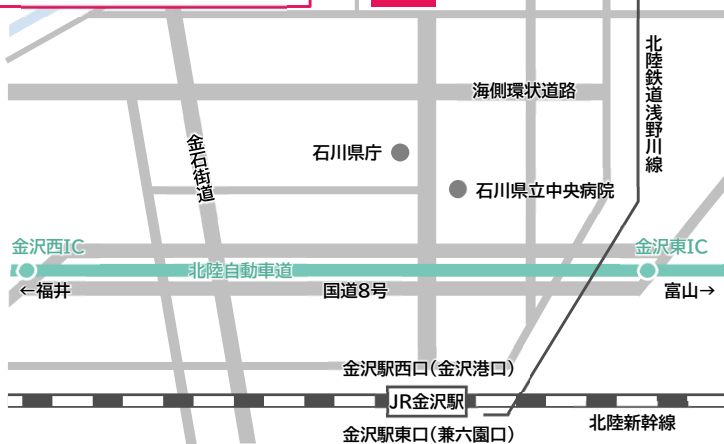 海側環状道路
北陸鉄道浅野川線
金石街道
石川県庁
石川県立中央病院
金沢西IC
金沢東IC
北陸自動車道
←福井
国道8号
富山→
金沢駅西口(金沢港口)
JR金沢駅
北陸新幹線
金沢駅東口(兼六園口)